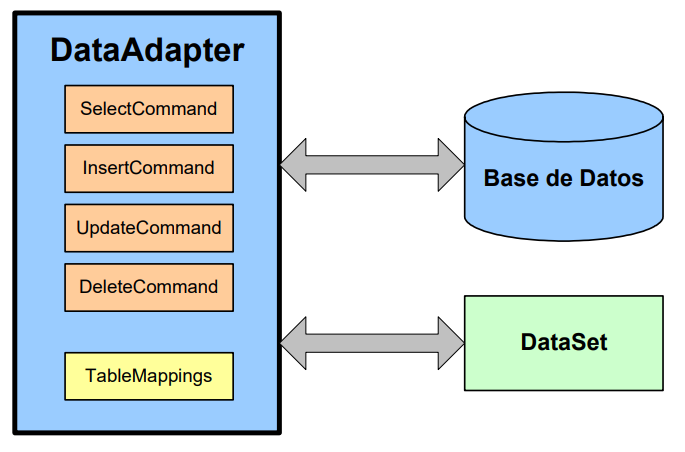 DataAdapter
SelectCommand
InsertCommand
UpdateCommand
DeleteCommand
TableMappings
Base de Datos
DataSet